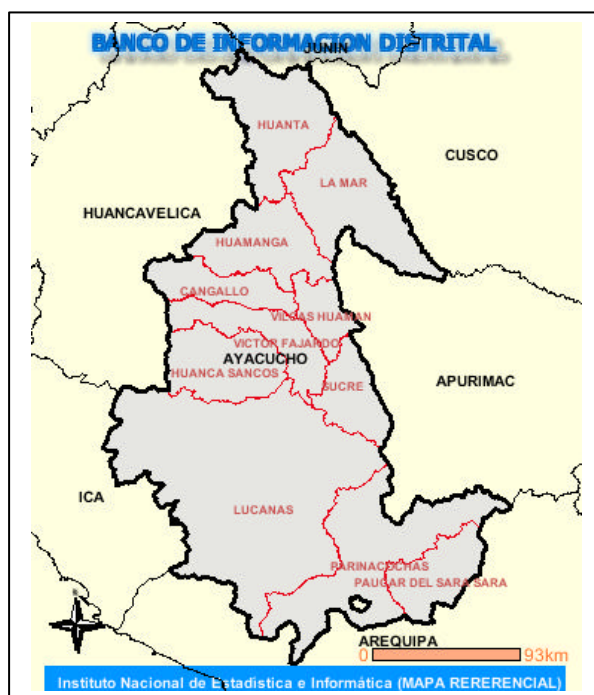 BANCO DE INFORMACION DISTRITAL
JUNIN
HUANTA
CUSCO
LA MAR
HUANCAVELICA
HUAMANGA
CANGALLO
VILCAS HUAMAN
VICTOR FAJARDO
AYACUCHO
HUANCA SANCOS
SUCRE
APURIMAC
ICA
LUCANAS
PARINACOCHAS
PAUCAR DEL SARA SARA
AREQUIPA
0 93km
Instituto Nacional de Estadistica e Informática (MAPA RERERENCIAL)